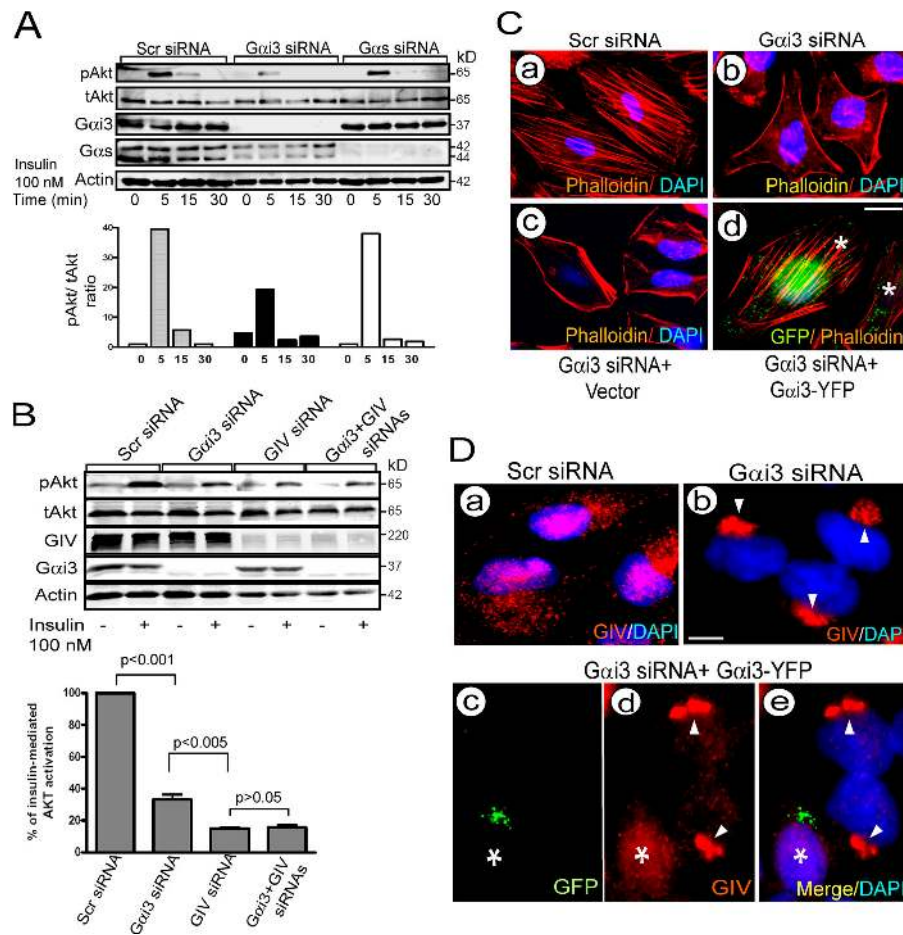 A
Scr siRNA Gαi3 siRNA Gαs siRNA
kD
pAkt 65
tAkt 65
Gαi3 37
Gαs 42
44
Insulin
100 nM
Actin 42
Time (min) 0 5 15 30 0 5 15 30 0 5 15 30
pAkt/ tAkt
ratio
40
20
0
0 5 15 30 0 5 15 30 0 5 15 30
B
Scr siRNA
Gαi3 siRNA
GIV siRNA
Gαi3+GIV
siRNAs
kD
pAkt 65
tAkt 65
GIV 220
Gαi3 37
Actin 42
Insulin
100 nM
- + - + - + - +
p<0.001
p<0.005
p>0.05
% of insulin-mediated
AKT activation
100
80
60
40
20
0
Scr siRNA
Gαi3 siRNA
GIV siRNA
Gαi3+GIV
siRNAs
C
Scr siRNA
Gαi3 siRNA
a
Phalloidin/ DAPI
b
Phalloidin/ DAPI
c
Phalloidin/ DAPI
d
*
*
GFP/ Phalloidin
Gαi3 siRNA+
Vector
Gαi3 siRNA+
Gαi3-YFP
D
Scr siRNA
Gαi3 siRNA
a
GIV/DAPI
b
GIV/DAPI
Gαi3 siRNA+ Gαi3-YFP
c
*
GFP
d
*
GIV
e
*
Merge/DAPI